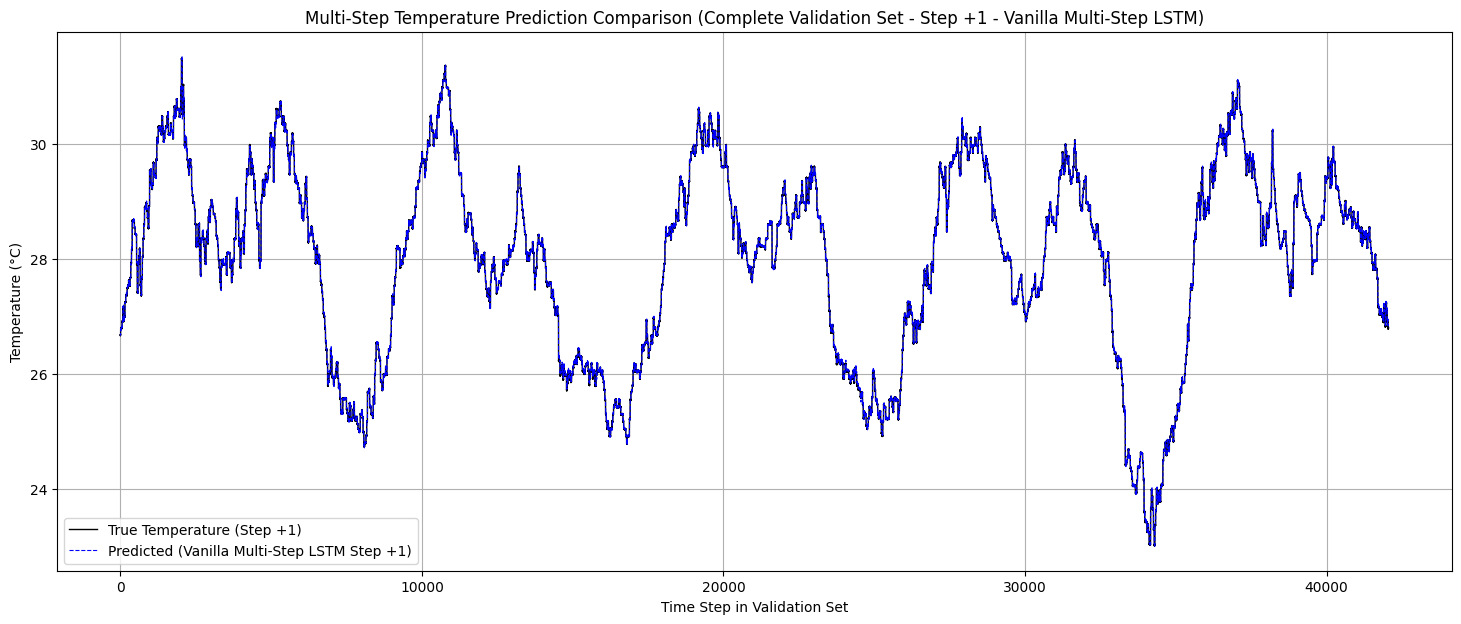 Multi-Step Temperature Prediction Comparison (Complete Validation Set - Step +1 - Vanilla Multi-Step LSTM)
Temperature (°C)
30
28
26
24
True Temperature (Step +1)
Predicted (Vanilla Multi-Step LSTM Step +1)
0 10000 20000 30000 40000
Time Step in Validation Set